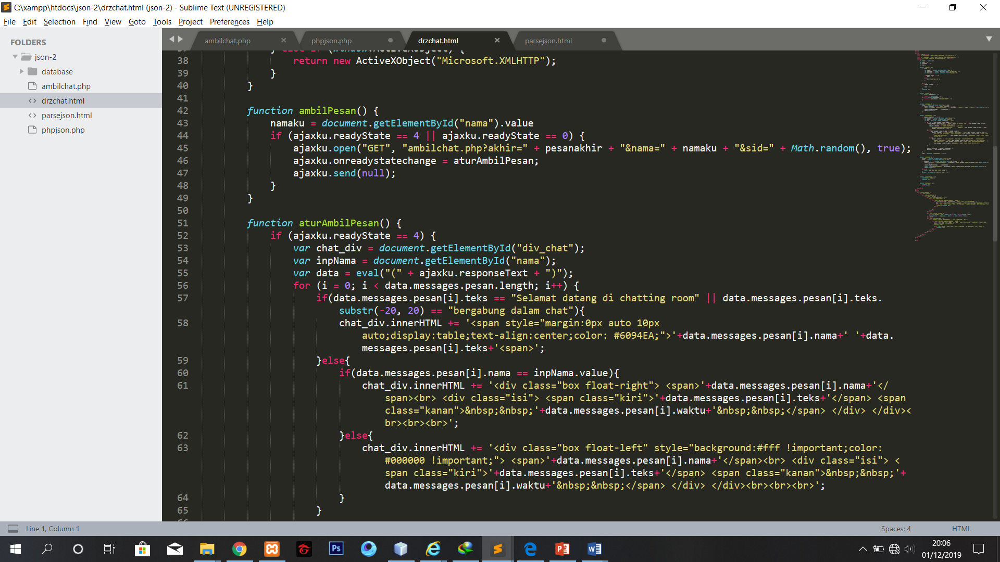 C:\xampp\htdocs\json-2\drzchat.html (json-2) - Sublime Text (UNREGISTERED)
File Edit Selection Find View Goto Tools Project Preferences Help
FOLDERS
json-2
database
ambilchat.php
drzchat.html
parsejson.html
phpjson.php
ambilchat.php phpjson.php drzchat.html parsejson.html
38 return new ActiveXObject("Microsoft.XMLHTTP");
39 }
40 }
41
42 function ambilPesan() {
43 namaku = document.getElementById("nama").value
44 if (ajaxku.readyState == 4 || ajaxku.readyState == 0) {
45 ajaxku.open("GET", "ambilchat.php?akhir=" + pesanakhir + "&nama=" + namaku + "&sid=" + Math.random(), true);
46 ajaxku.onreadystatechange = aturAmbilPesan;
47 ajaxku.send(null);
48 }
49 }
50
51 function aturAmbilPesan() {
52 if (ajaxku.readyState == 4) {
53 var chat_div = document.getElementById("div_chat");
54 var inpNama = document.getElementById("nama");
55 var data = eval("(" + ajaxku.responseText + ")");
56 for (i = 0; i < data.messages.pesan.length; i++) {
57 if(data.messages.pesan[i].teks == "Selamat datang di chatting room" || data.messages.pesan[i].teks.
substr(-20, 20) == "bergabung dalam chat"){
58 chat_div.innerHTML += '<span style="margin:0px auto 10px
auto;display:table;text-align:center;color: #6094EA;">'+data.messages.pesan[i].nama+' '+data.
messages.pesan[i].teks+'<span>';
59 }else{
60 if(data.messages.pesan[i].nama == inpNama.value){
61 chat_div.innerHTML += '<div class="box float-right"> <span>'+data.messages.pesan[i].nama+'</
span><br> <div class="isi"> <span class="kiri">'+data.messages.pesan[i].teks+'</span> <span
class="kanan">&nbsp;&nbsp;'+data.messages.pesan[i].waktu+'&nbsp;&nbsp;</span> </div> </div><
br><br><br>';
62 }else{
63 chat_div.innerHTML += '<div class="box float-left" style="background:#fff !important;color:
#000000 !important;"> <span>'+data.messages.pesan[i].nama+'</span><br> <div class="isi"> <
span class="kiri">'+data.messages.pesan[i].teks+'</span> <span class="kanan">&nbsp;&nbsp;'+
data.messages.pesan[i].waktu+'&nbsp;&nbsp;</span> </div> </div><br><br><br>';
64 }
65 }
Line 1, Column 1
Spaces: 4
HTML
Ps
20:06
01/12/2019